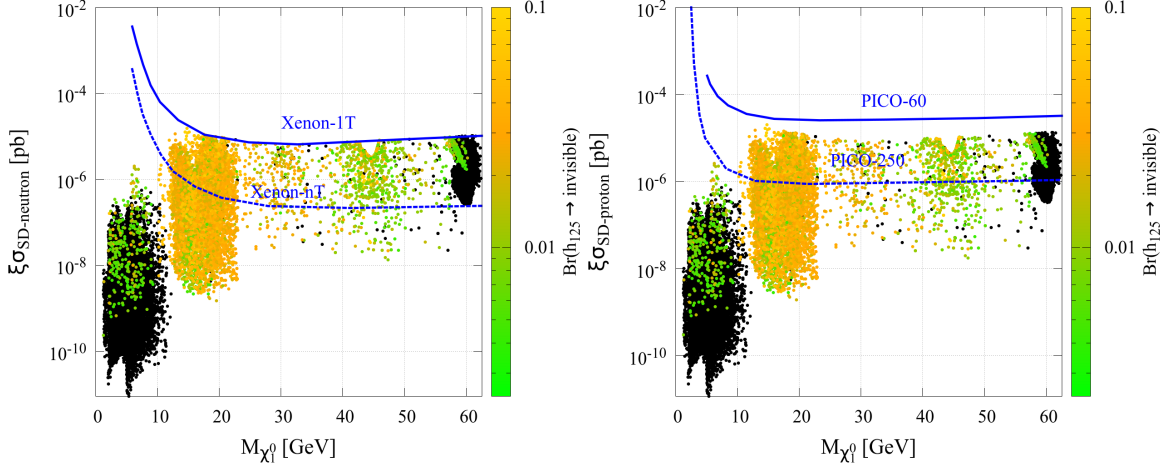 10⁻²
10⁻⁴
10⁻⁶
10⁻⁸
10⁻¹⁰
ξσSD-neutron [pb]
Xenon-1T
Xenon-nT
0 10 20 30 40 50 60
Mχ₁⁰ [GeV]
0.1
0.01
Br(h₁₂₅ → invisible)
10⁻²
10⁻⁴
10⁻⁶
10⁻⁸
10⁻¹⁰
ξσSD-proton [pb]
PICO-60
PICO-250
0 10 20 30 40 50 60
Mχ₁⁰ [GeV]
0.1
0.01
Br(h₁₂₅ → invisible)